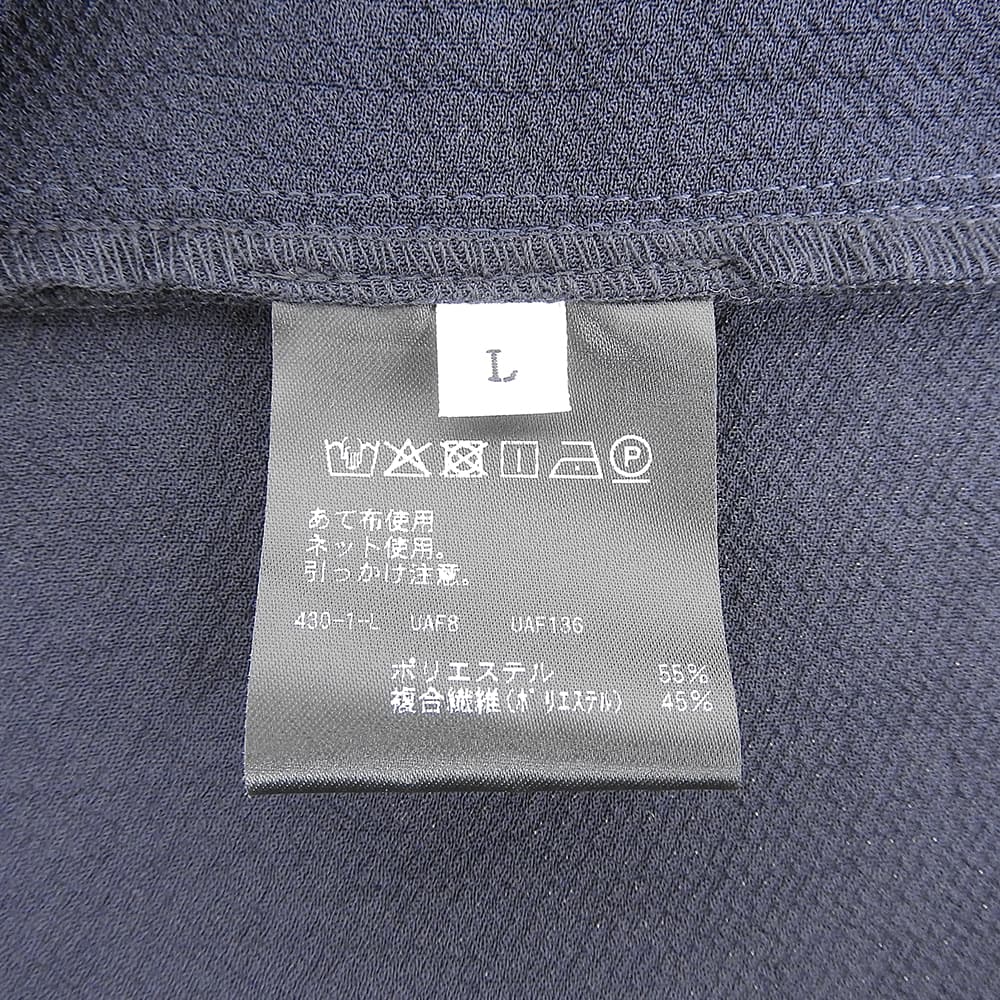 L
P
あて布使用
ネット使用。
引っかけ注意。
430-1-L UAF8 UAF136
ポリエステル 55%
複合繊維(ポリエステル) 45%